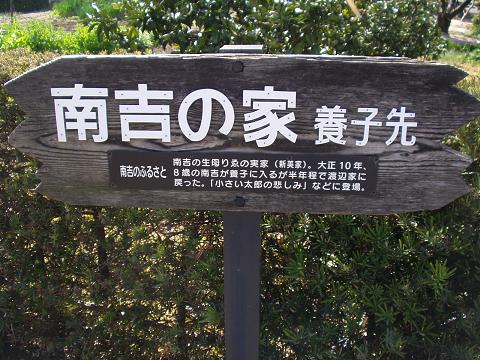 南吉の家 養子先
南吉のふるさと
南吉の生母りゑの実家（新美家）。大正10年、
8歳の南吉が養子に入るが半年程で渡辺家に
戻った。「小さい太郎の悲しみ」などに登場。